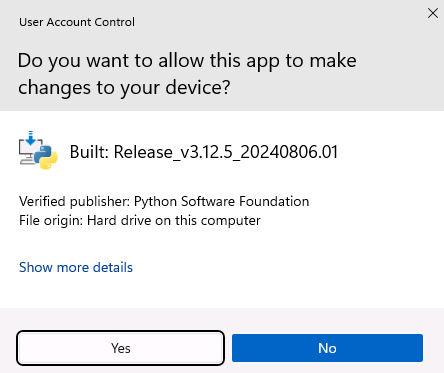 User Account Control
Do you want to allow this app to make
changes to your device?
Built: Release_v3.12.5_20240806.01
Verified publisher: Python Software Foundation
File origin: Hard drive on this computer
Show more details
Yes
No